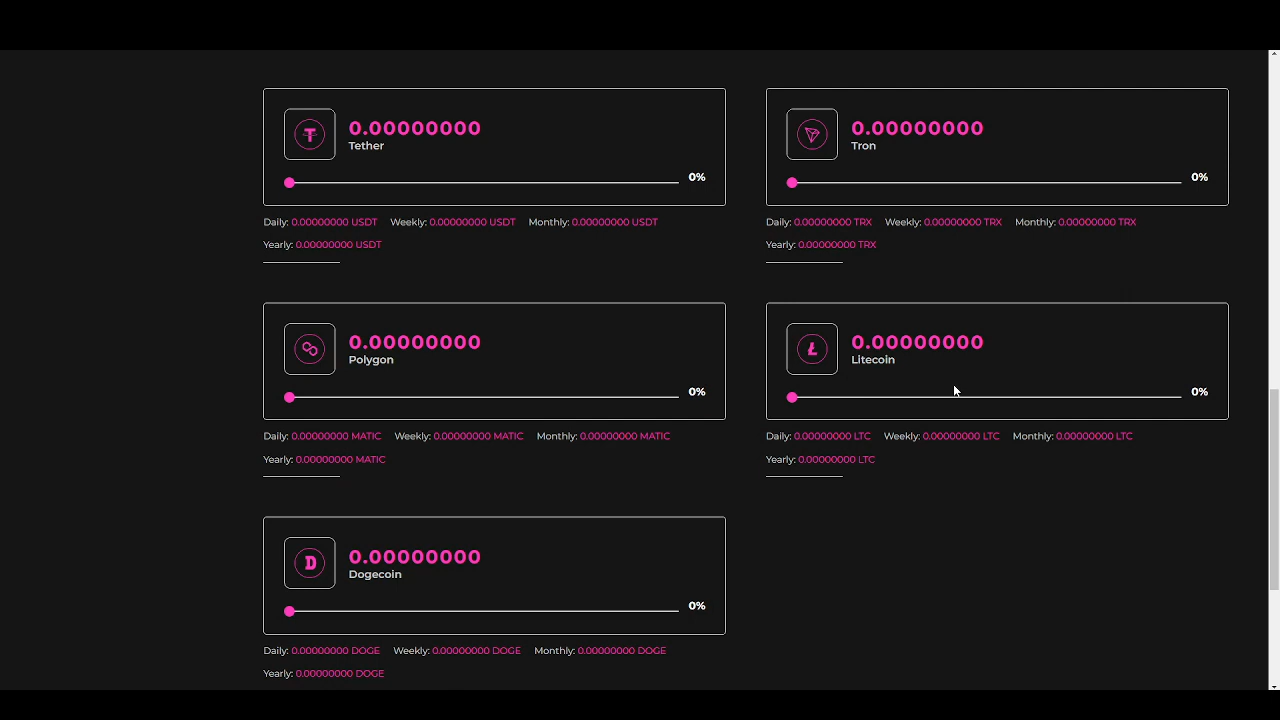 0.00000000
Tether
0%
Daily: 0.00000000 USDT Weekly: 0.00000000 USDT Monthly: 0.00000000 USDT
Yearly: 0.00000000 USDT
0.00000000
Tron
0%
Daily: 0.00000000 TRX Weekly: 0.00000000 TRX Monthly: 0.00000000 TRX
Yearly: 0.00000000 TRX
0.00000000
Polygon
0%
Daily: 0.00000000 MATIC Weekly: 0.00000000 MATIC Monthly: 0.00000000 MATIC
Yearly: 0.00000000 MATIC
0.00000000
Litecoin
0%
Daily: 0.00000000 LTC Weekly: 0.00000000 LTC Monthly: 0.00000000 LTC
Yearly: 0.00000000 LTC
0.00000000
Dogecoin
0%
Daily: 0.00000000 DOGE Weekly: 0.00000000 DOGE Monthly: 0.00000000 DOGE
Yearly: 0.00000000 DOGE